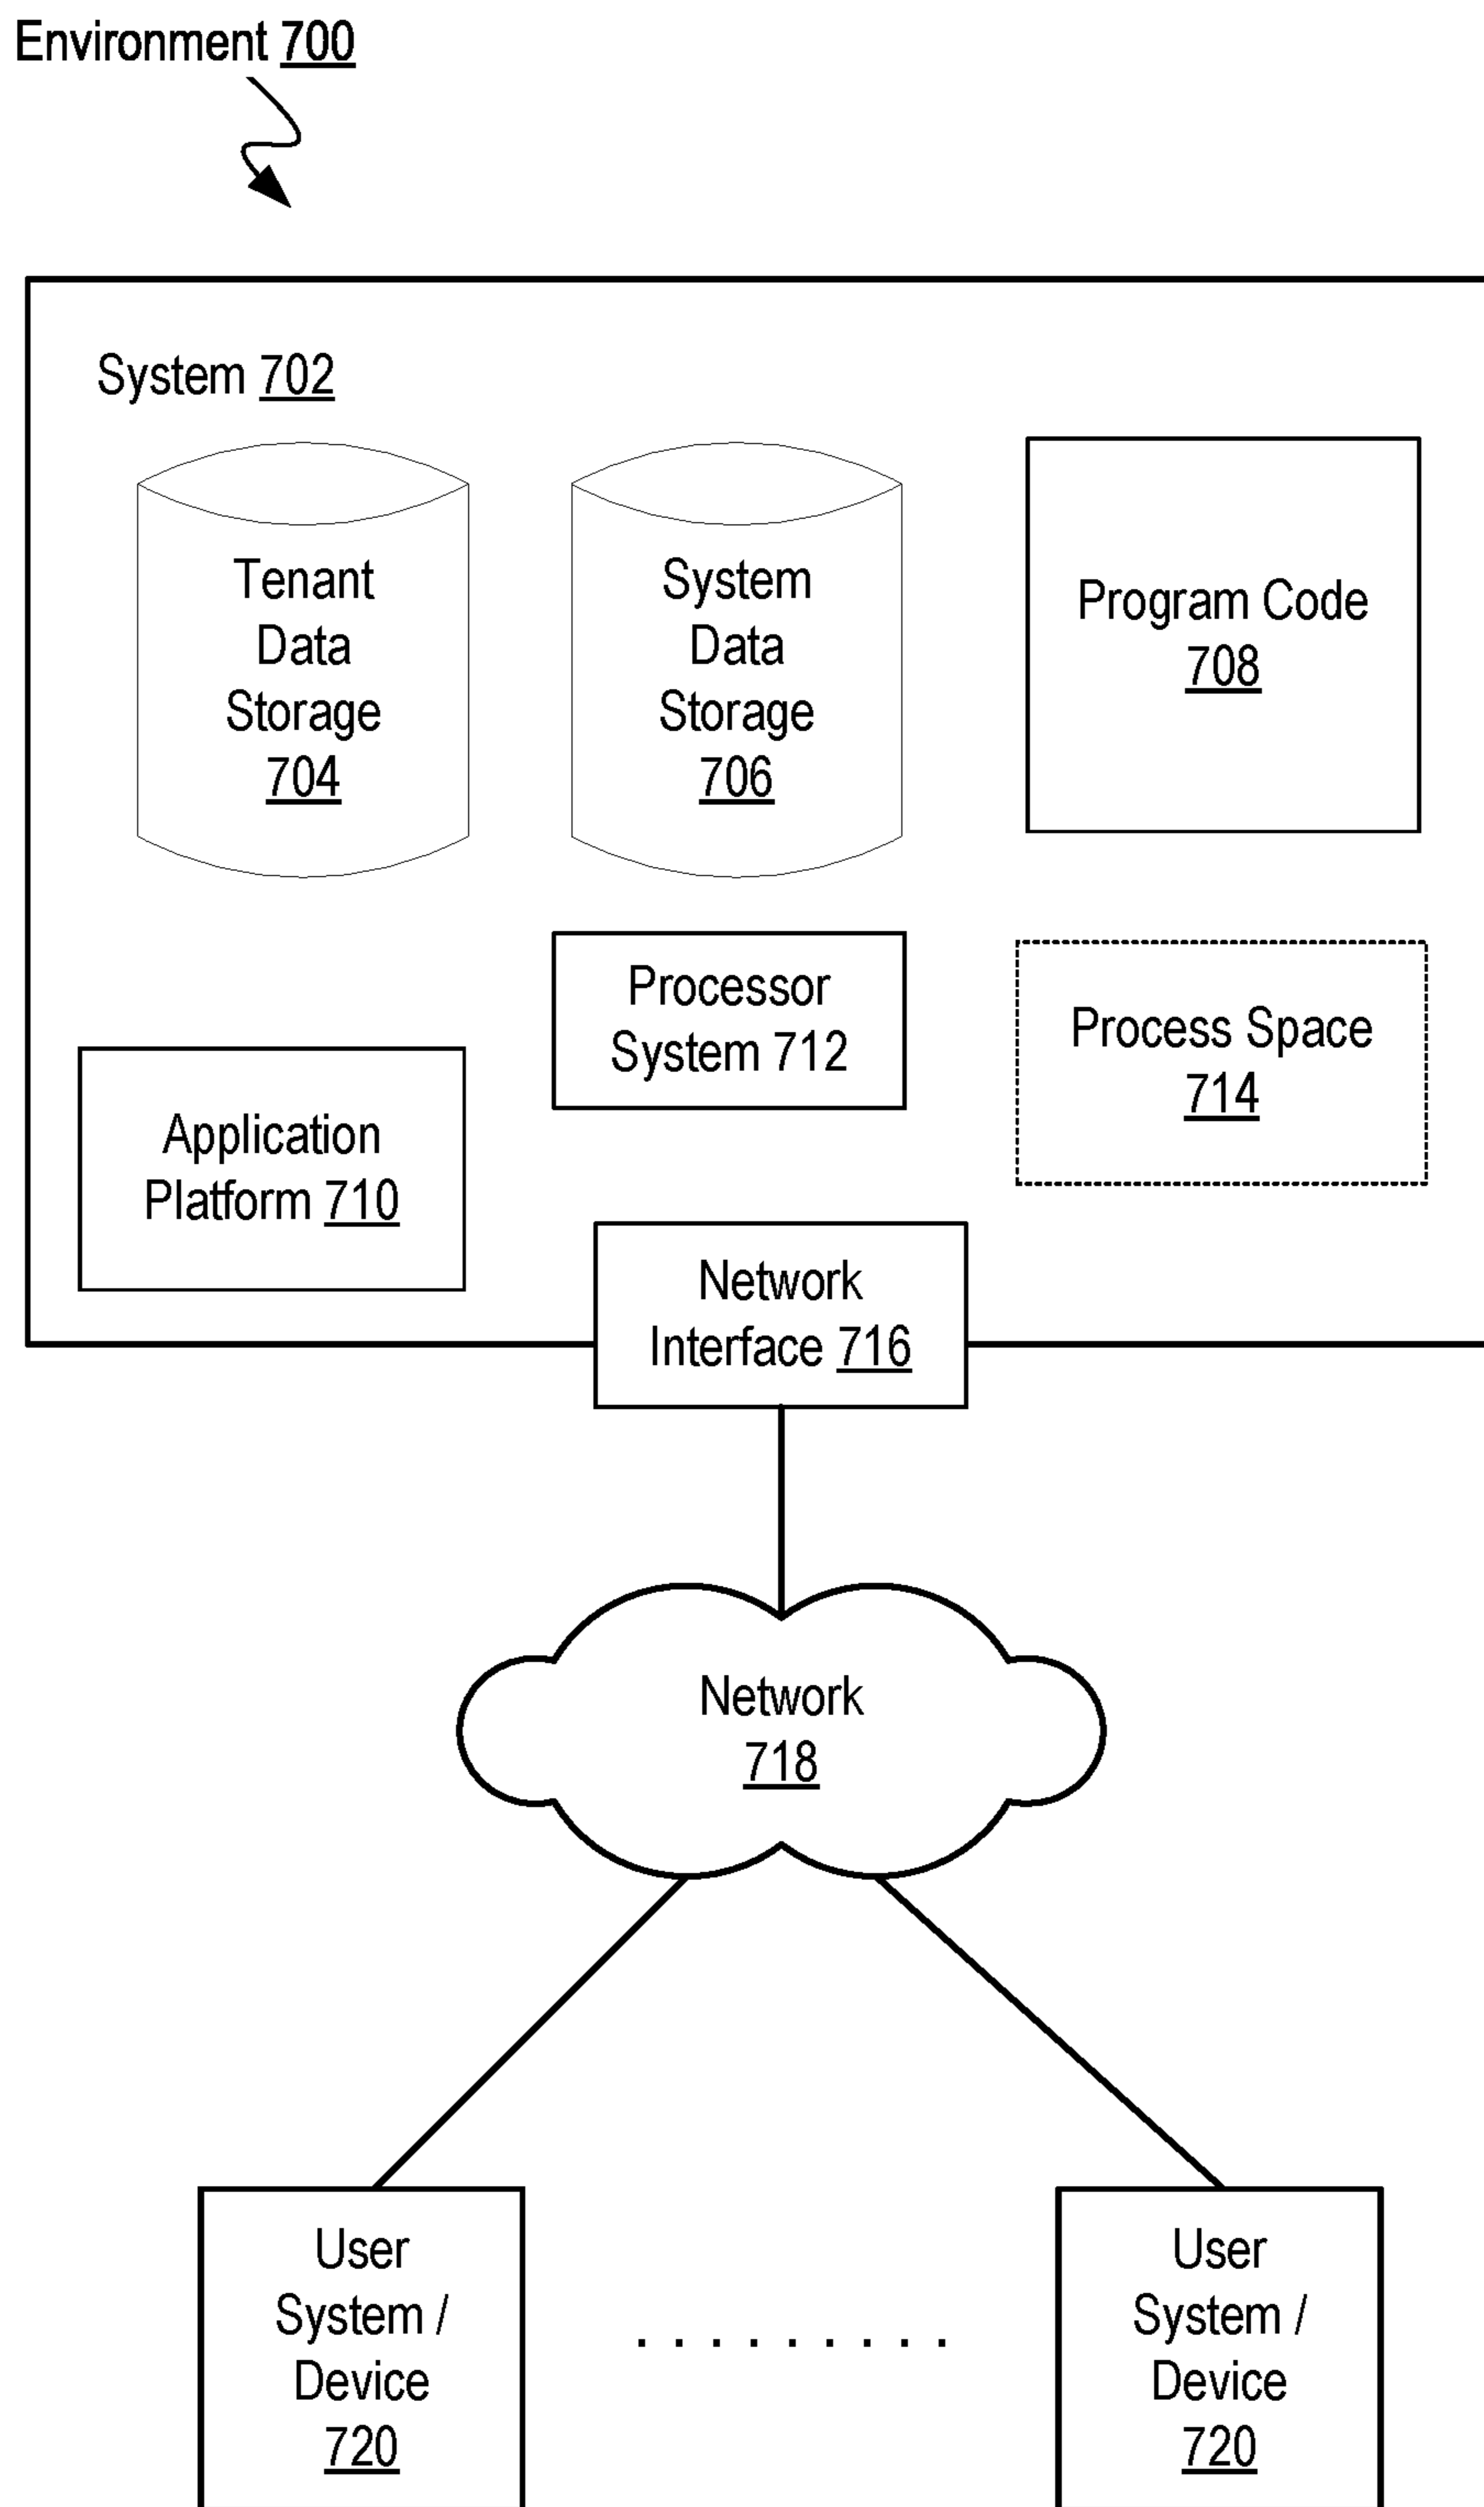 Environment 700
System 702
Tenant
Data
Storage
704
System
Data
Storage
706
Program Code
708
Processor
System 712
Process Space
714
Application
Platform 710
Network
Interface 716
Network
718
User
System /
Device
720
. . . . . . . . .
User
System /
Device
720